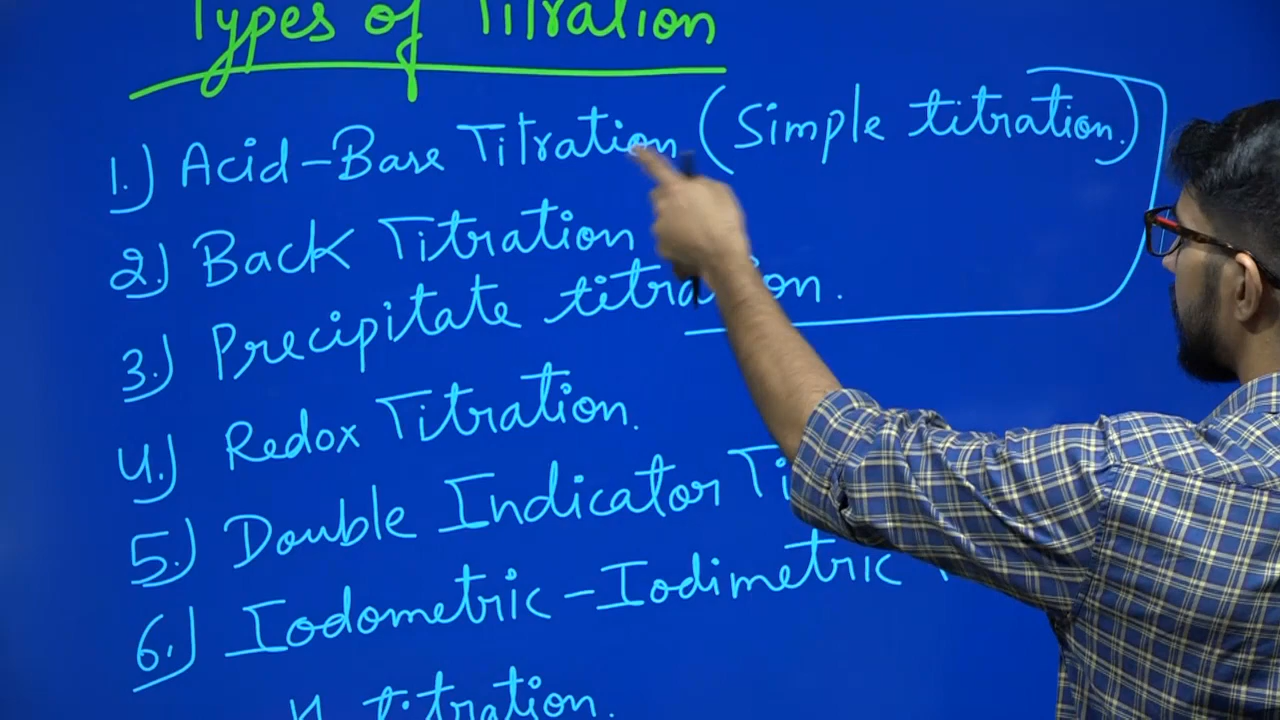 Types of Titration
1.) Acid-Base Titration (Simple titration.)
2.) Back Titration
3.) Precipitate titration.
4.) Redox Titration.
5.) Double Indicator
6.) Iodometric-Iodimetric
titration.